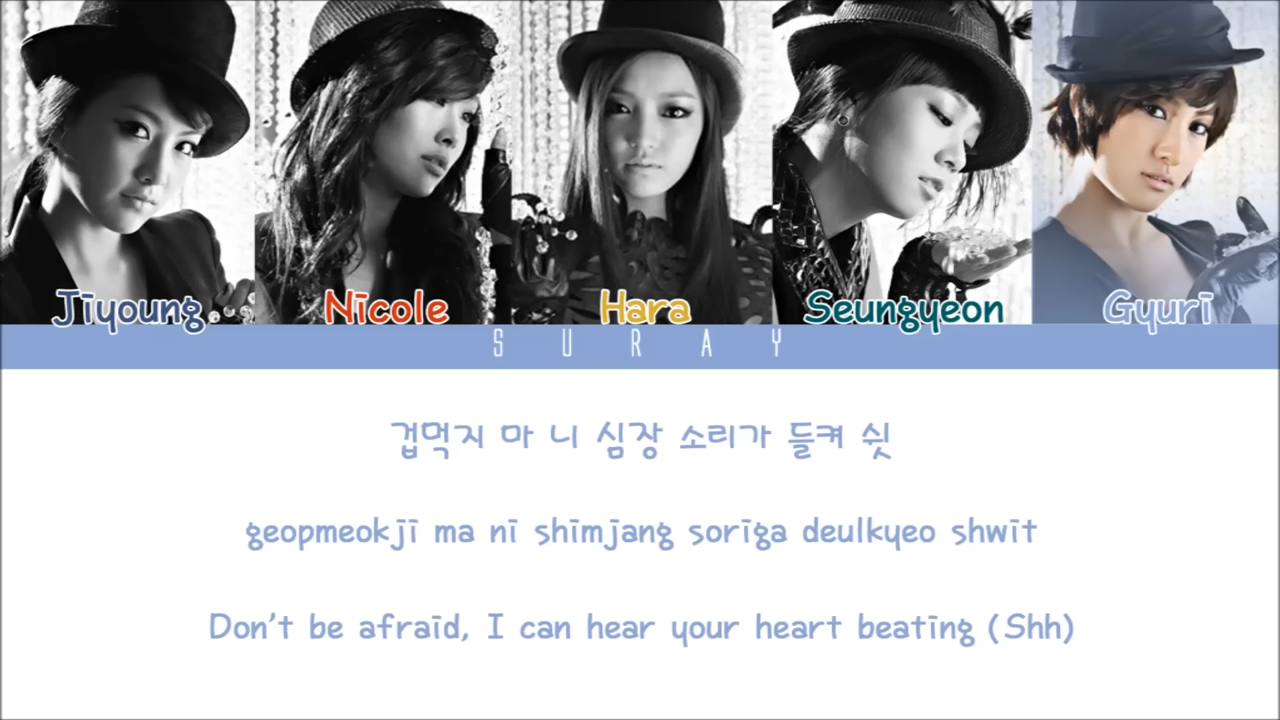 Jiyoung Nicole Hara Seungyeon Gyuri
SURAY
겁먹지 마 니 심장 소리가 들켜 쉿
geopmeokji ma ni shimjang soriga deulkyeo shwit
Don't be afraid, I can hear your heart beating (Shh)